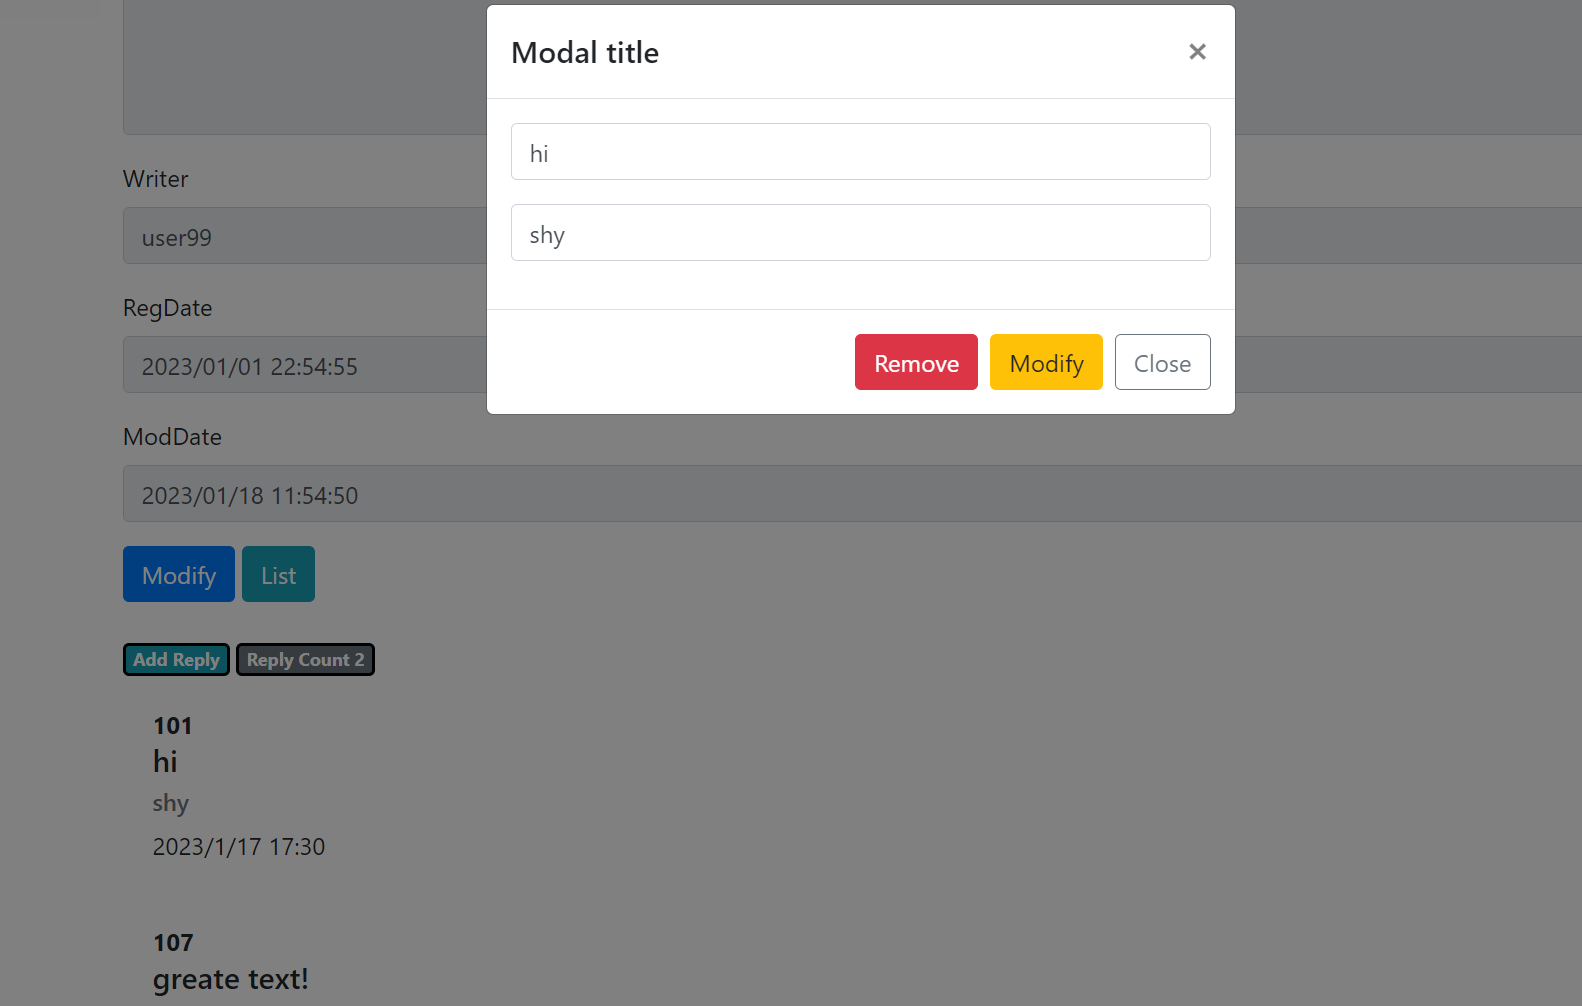 Modal title
×
hi
shy
Remove Modify Close
Writer
user99
RegDate
2023/01/01 22:54:55
ModDate
2023/01/18 11:54:50
Modify List
Add Reply Reply Count 2
101
hi
shy
2023/1/17 17:30
107
greate text!